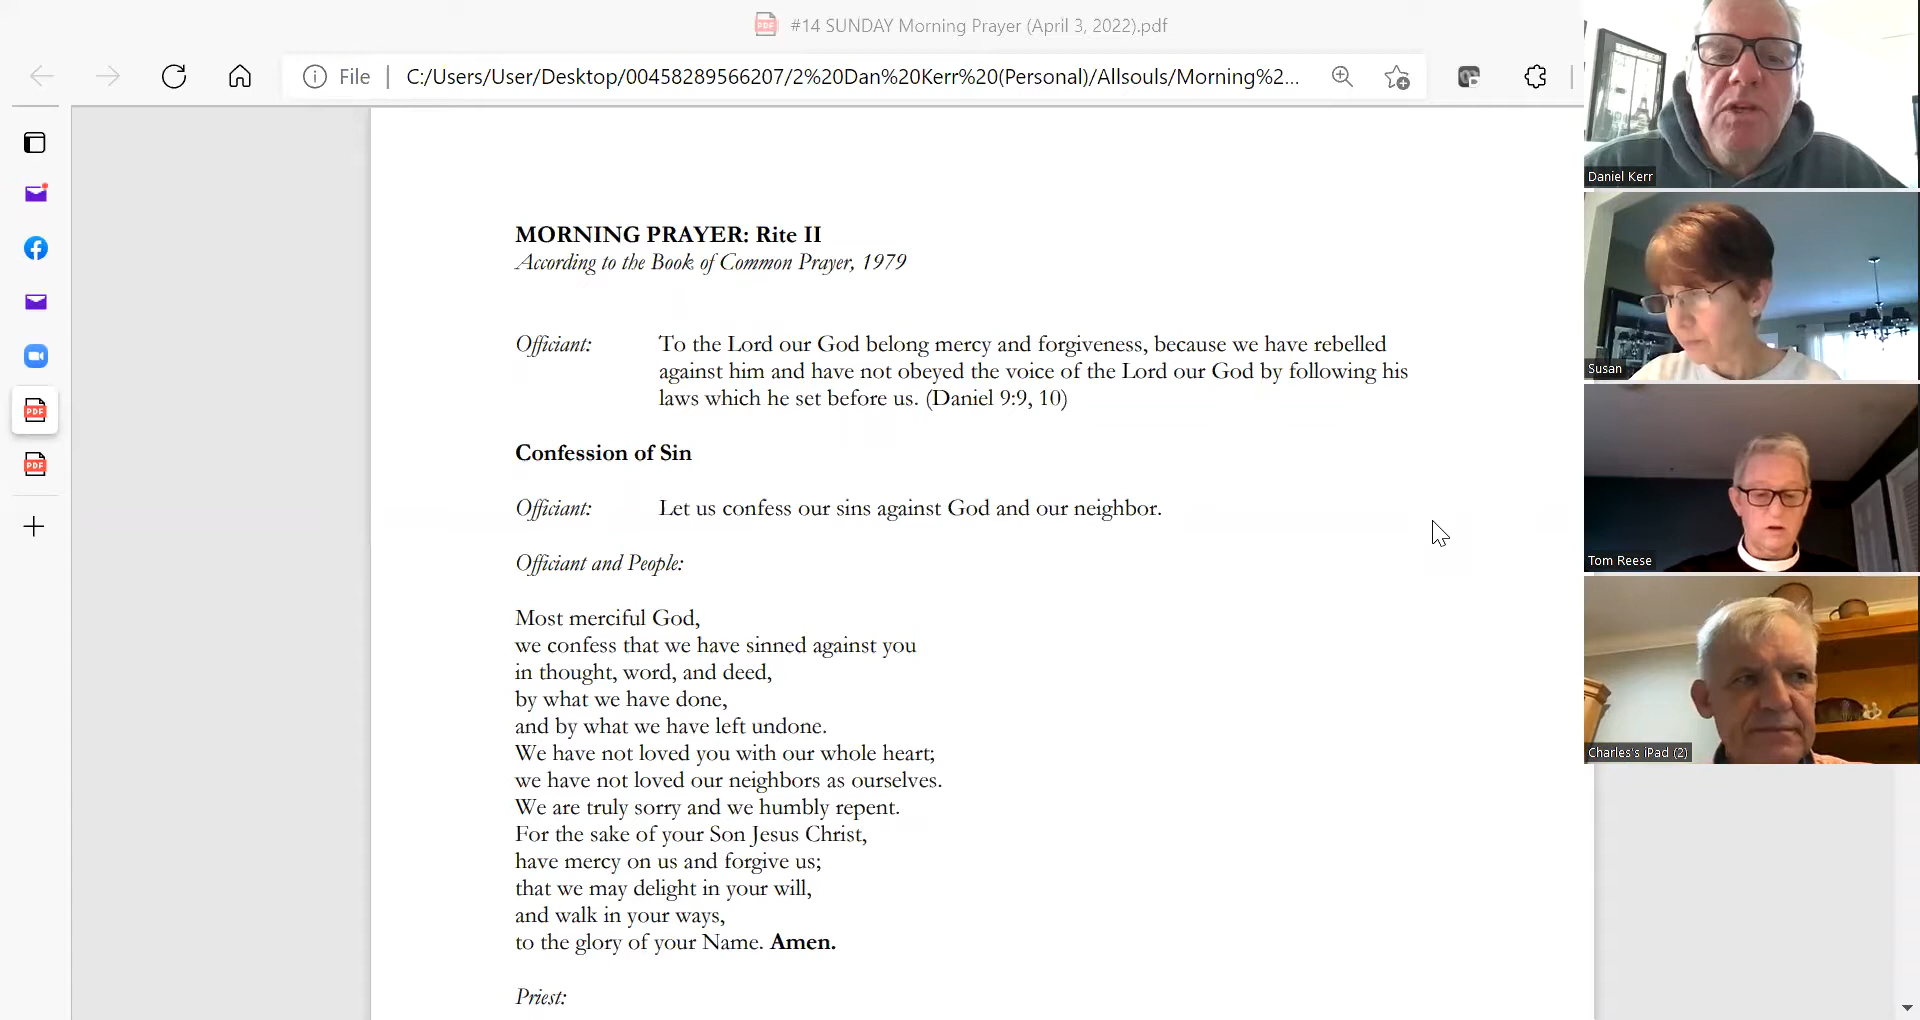 #14 SUNDAY Morning Prayer (April 3, 2022).pdf
File
C:/Users/User/Desktop/00458289566207/2%20Dan%20Kerr%20(Personal)/Allsouls/Morning%2...
MORNING PRAYER: Rite II
According to the Book of Common Prayer, 1979
Officiant: To the Lord our God belong mercy and forgiveness, because we have rebelled
against him and have not obeyed the voice of the Lord our God by following his
laws which he set before us. (Daniel 9:9, 10)
Confession of Sin
Officiant: Let us confess our sins against God and our neighbor.
Officiant and People:
Most merciful God,
we confess that we have sinned against you
in thought, word, and deed,
by what we have done,
and by what we have left undone.
We have not loved you with our whole heart;
we have not loved our neighbors as ourselves.
We are truly sorry and we humbly repent.
For the sake of your Son Jesus Christ,
have mercy on us and forgive us;
that we may delight in your will,
and walk in your ways,
to the glory of your Name. Amen.
Priest:
PDF
PDF
PDF
Daniel Kerr
Susan
Tom Reese
Charles's iPad (2)